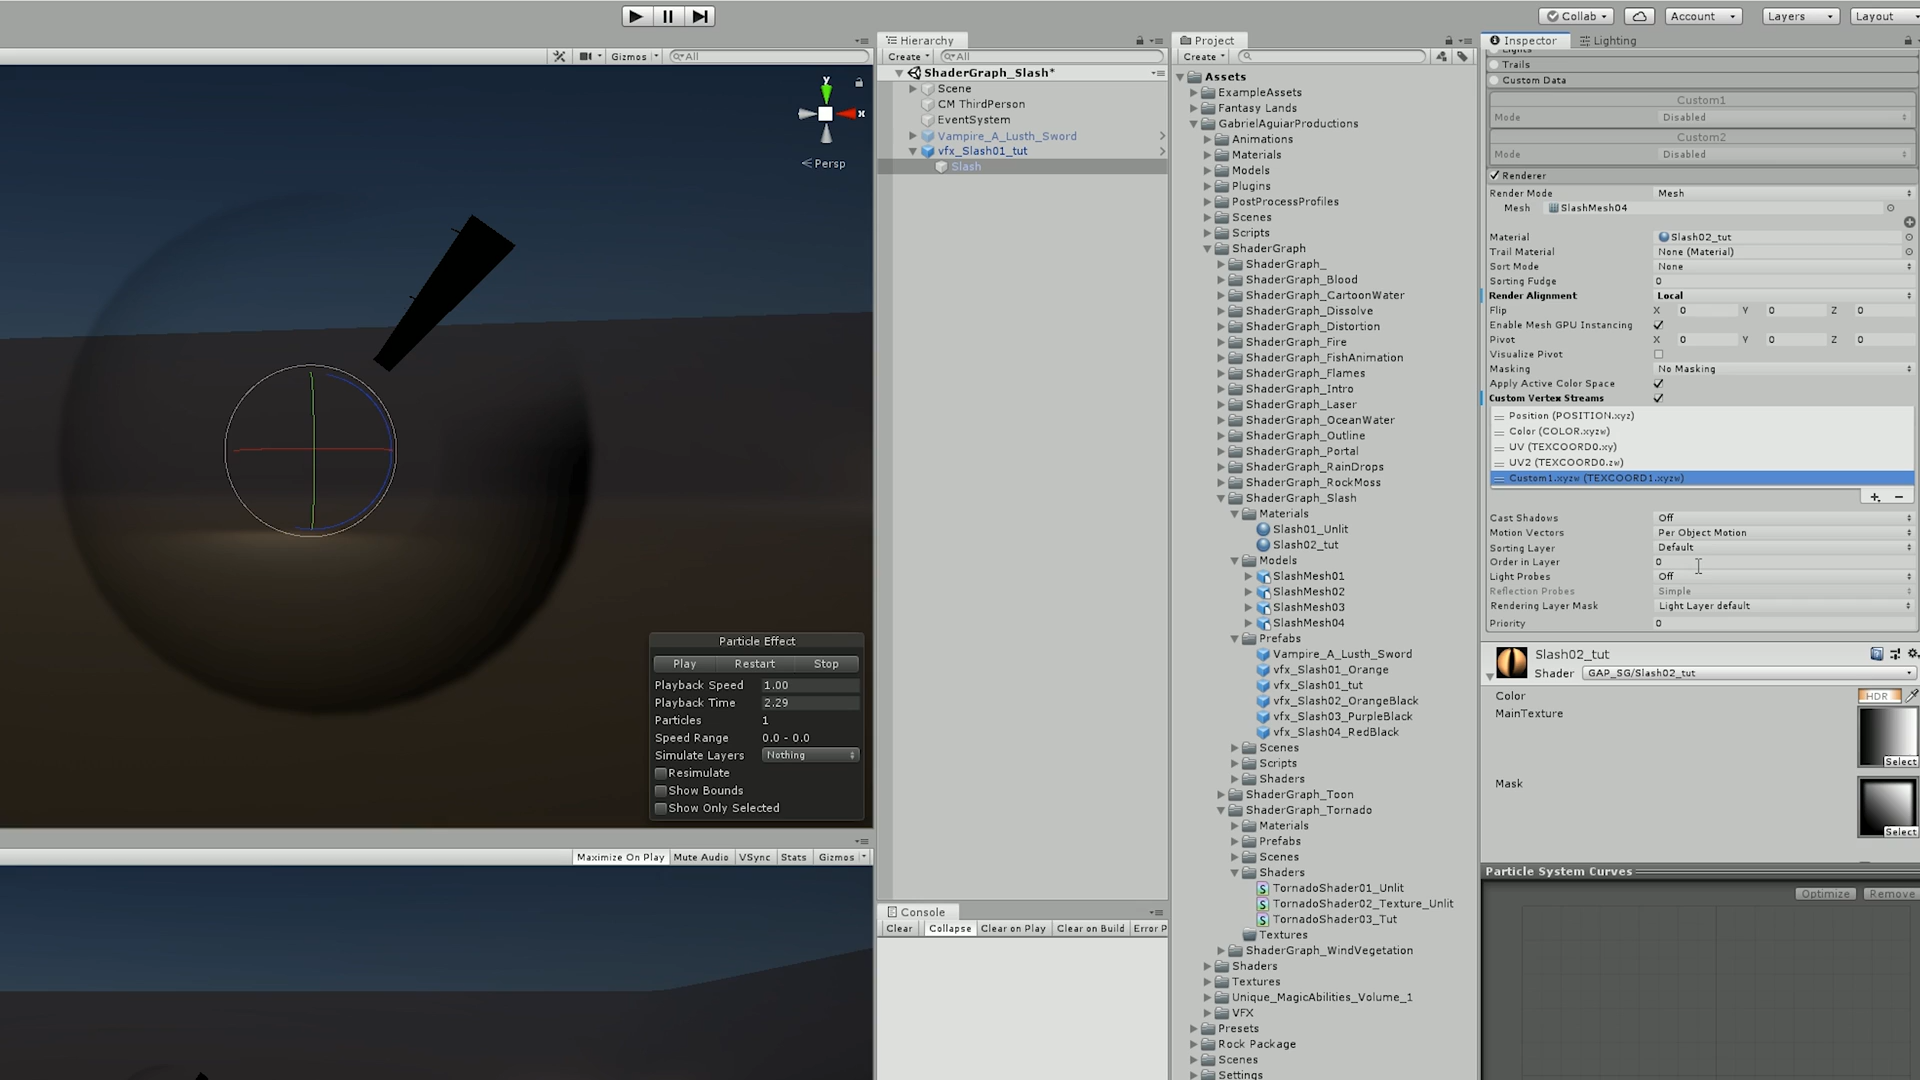 Collab
Account
Layers
Layout
Gizmos
All
y
x
Persp
Particle Effect
Play
Restart
Stop
Playback Speed 1.00
Playback Time 2.29
Particles 1
Speed Range 0.0 - 0.0
Simulate Layers Nothing
Resimulate
Show Bounds
Show Only Selected
Maximize On Play
Mute Audio
VSync
Stats
Gizmos
Hierarchy
Create
All
ShaderGraph_Slash*
Scene
CM ThirdPerson
EventSystem
Vampire_A_Lusth_Sword
vfx_Slash01_tut
Slash
Console
Clear
Collapse
Clear on Play
Clear on Build
Error P
Project
Create
Assets
ExampleAssets
Fantasy Lands
GabrielAguiarProductions
Animations
Materials
Models
Plugins
PostProcessProfiles
Scenes
Scripts
ShaderGraph
ShaderGraph_
ShaderGraph_Blood
ShaderGraph_CartoonWater
ShaderGraph_Dissolve
ShaderGraph_Distortion
ShaderGraph_Fire
ShaderGraph_FishAnimation
ShaderGraph_Flames
ShaderGraph_Intro
ShaderGraph_Laser
ShaderGraph_OceanWater
ShaderGraph_Outline
ShaderGraph_Portal
ShaderGraph_RainDrops
ShaderGraph_RockMoss
ShaderGraph_Slash
Materials
Slash01_Unlit
Slash02_tut
Models
SlashMesh01
SlashMesh02
SlashMesh03
SlashMesh04
Prefabs
Vampire_A_Lusth_Sword
vfx_Slash01_Orange
vfx_Slash01_tut
vfx_Slash02_OrangeBlack
vfx_Slash03_PurpleBlack
vfx_Slash04_RedBlack
Scenes
Scripts
Shaders
ShaderGraph_Toon
ShaderGraph_Tornado
Materials
Prefabs
Scenes
Shaders
TornadoShader01_Unlit
TornadoShader02_Texture_Unlit
TornadoShader03_Tut
Textures
ShaderGraph_WindVegetation
Shaders
Textures
Unique_MagicAbilities_Volume_1
VFX
Presets
Rock Package
Scenes
Settings
Inspector
Lighting
Lights
Trails
Custom Data
Custom1
Mode Disabled
Custom2
Mode Disabled
Renderer
Render Mode Mesh
Mesh SlashMesh04
Material Slash02_tut
Trail Material None (Material)
Sort Mode None
Sorting Fudge 0
Render Alignment Local
Flip X 0 Y 0 Z 0
Enable Mesh GPU Instancing
Pivot X 0 Y 0 Z 0
Visualize Pivot
Masking No Masking
Apply Active Color Space
Custom Vertex Streams
Position (POSITION.xyz)
Color (COLOR.xyzw)
UV (TEXCOORD0.xy)
UV2 (TEXCOORD0.zw)
Custom1.xyzw (TEXCOORD1.xyzw)
Cast Shadows Off
Motion Vectors Per Object Motion
Sorting Layer Default
Order in Layer 0
Light Probes Off
Reflection Probes Simple
Rendering Layer Mask Light Layer default
Priority 0
Slash02_tut
Shader GAP_SG/Slash02_tut
Color HDR
MainTexture
Select
Mask
Select
Particle System Curves
Optimize
Remove